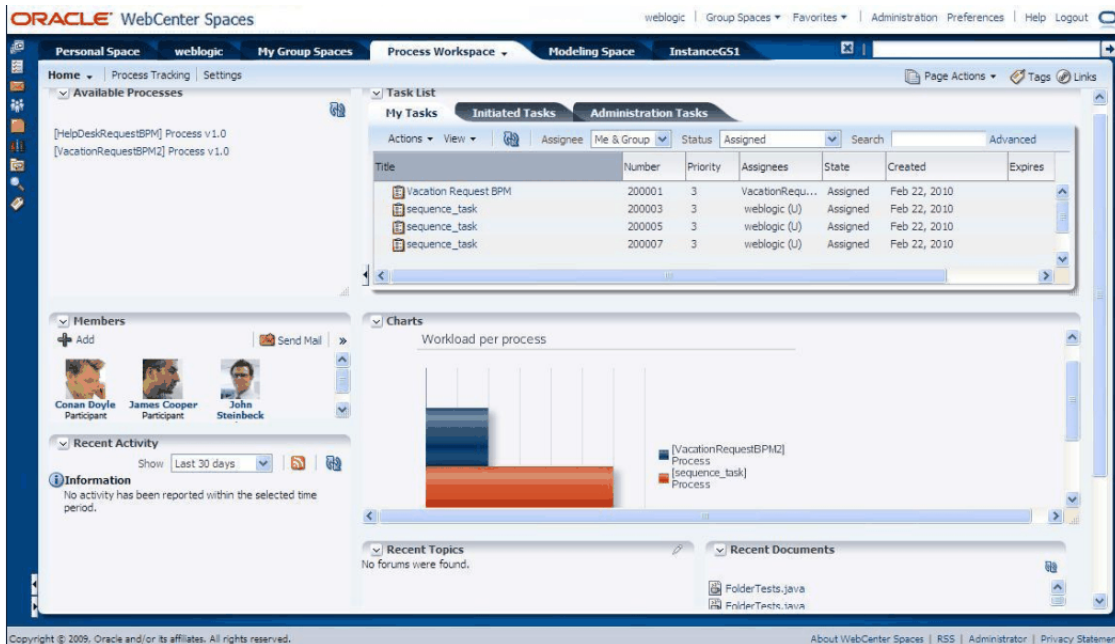 ORACLE WebCenter Spaces
weblogic Group Spaces Favorites Administration Preferences Help Logout
Personal Space weblogic My Group Spaces Process Workspace Modeling Space InstanceGS1
Home Process Tracking Settings Page Actions Tags Links
Available Processes
[HelpDeskRequestBPM] Process v1.0
[VacationRequestBPM2] Process v1.0
Task List
My Tasks Initiated Tasks Administration Tasks
Actions View Assignee Me & Group Status Assigned Search Advanced
Title Number Priority Assignees State Created Expires
Vacation Request BPM 200001 3 VacationRequ... Assigned Feb 22, 2010
sequence_task 200003 3 weblogic (U) Assigned Feb 22, 2010
sequence_task 200005 3 weblogic (U) Assigned Feb 22, 2010
sequence_task 200007 3 weblogic (U) Assigned Feb 22, 2010
Members
Add Send Mail »
Conan Doyle James Cooper John
Participant Participant Steinbeck
Recent Activity
Show Last 30 days
Information
No activity has been reported within the selected time
period.
Charts
Workload per process
[VacationRequestBPM2]
Process
[sequence_task]
Process
Recent Topics
No forums were found.
Recent Documents
FolderTests.java
FolderTests.java
Copyright © 2009, Oracle and/or its affiliates. All rights reserved.
About WebCenter Spaces | RSS | Administrator | Privacy Statemen